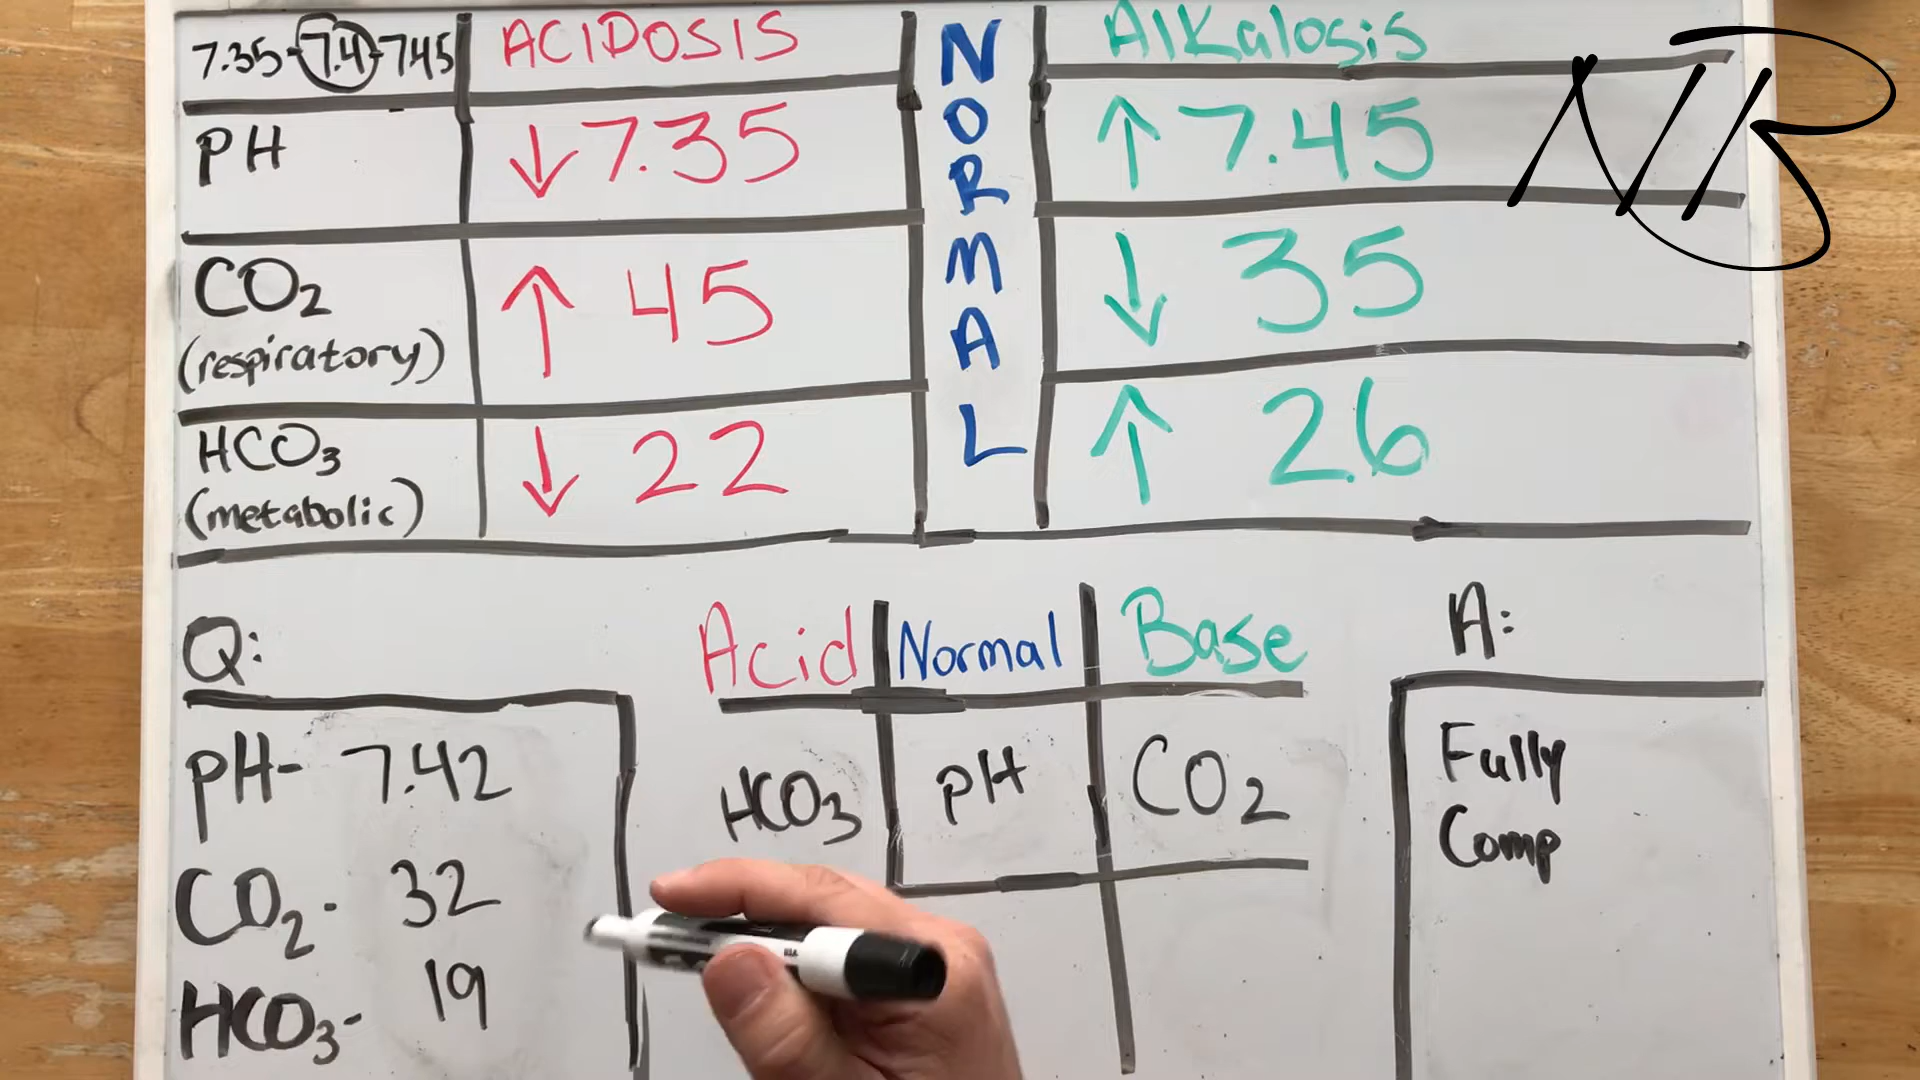 7.35-7.4-7.45 ACIDOSIS NORMAL Alkalosis
PH ↓ 7.35 ↑ 7.45
CO₂ ↑ 45 ↓ 35
(respiratory)
HCO₃ ↓ 22 ↑ 26
(metabolic)
NR
Q: Acid Normal Base A:
pH- 7.42 HCO₃ pH CO₂ Fully
Comp
CO₂- 32
HCO₃- 19